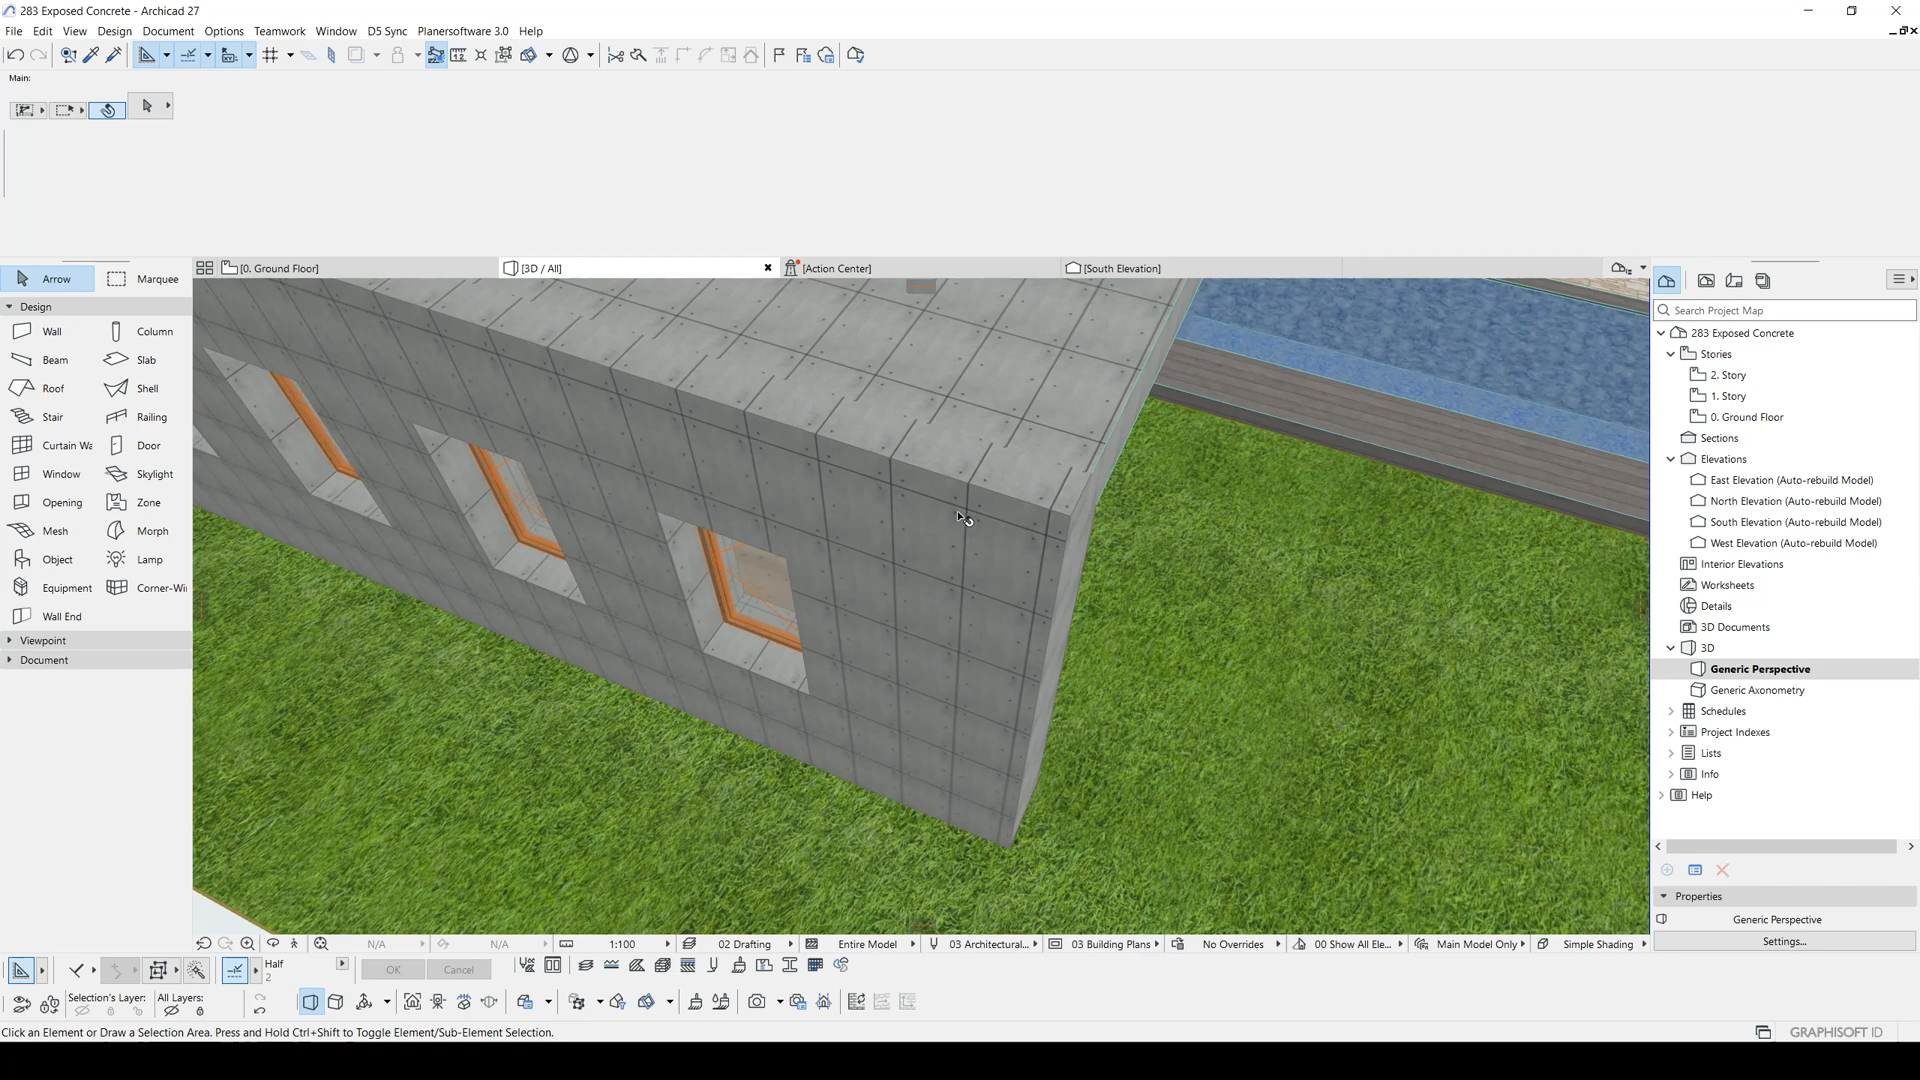 283 Exposed Concrete - Archicad 27
File Edit View Design Document Options Teamwork Window D5 Sync Planersoftware 3.0 Help
Main:
[0. Ground Floor] [3D / All] [Action Center] [South Elevation]
Arrow Marquee
Design
Wall Column
Beam Slab
Roof Shell
Stair Railing
Curtain Wa Door
Window Skylight
Opening Zone
Mesh Morph
Object Lamp
Equipment Corner-Wi
Wall End
Viewpoint
Document
Search Project Map
283 Exposed Concrete
Stories
2. Story
1. Story
0. Ground Floor
Sections
Elevations
East Elevation (Auto-rebuild Model)
North Elevation (Auto-rebuild Model)
South Elevation (Auto-rebuild Model)
West Elevation (Auto-rebuild Model)
Interior Elevations
Worksheets
Details
3D Documents
3D
Generic Perspective
Generic Axonometry
Schedules
Project Indexes
Lists
Info
Help
Properties
Generic Perspective
Settings...
N/A N/A 1:100 02 Drafting Entire Model 03 Architectural... 03 Building Plans No Overrides 00 Show All Ele... Main Model Only Simple Shading
Half
2
OK Cancel
Selection's Layer: All Layers:
Click an Element or Draw a Selection Area. Press and Hold Ctrl+Shift to Toggle Element/Sub-Element Selection.
GRAPHISOFT ID